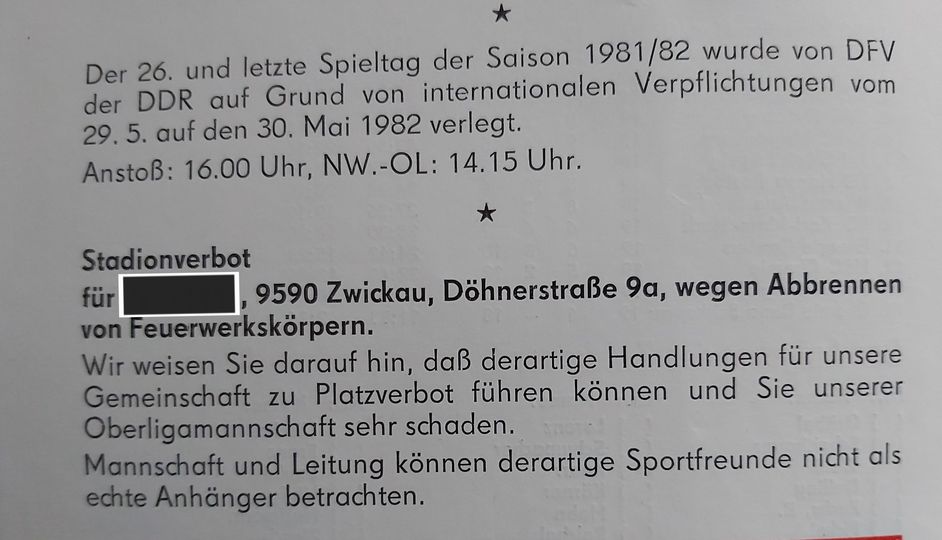 Der 26. und letzte Spieltag der Saison 1981/82 wurde von DFV
der DDR auf Grund von internationalen Verpflichtungen vom
29. 5. auf den 30. Mai 1982 verlegt.
Anstoß: 16.00 Uhr, NW.-OL: 14.15 Uhr.
Stadionverbot
für , 9590 Zwickau, Döhnerstraße 9a, wegen Abbrennen
von Feuerwerkskörpern.
Wir weisen Sie darauf hin, daß derartige Handlungen für unsere
Gemeinschaft zu Platzverbot führen können und Sie unserer
Oberligamannschaft sehr schaden.
Mannschaft und Leitung können derartige Sportfreunde nicht als
echte Anhänger betrachten.